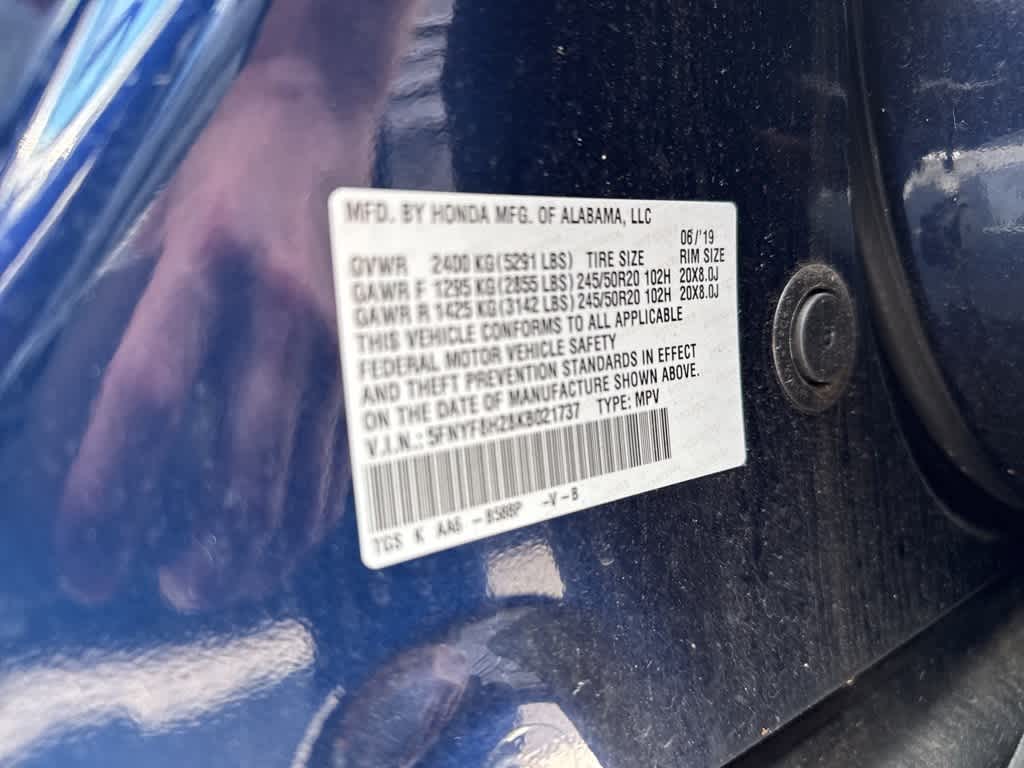 MFD. BY HONDA MFG. OF ALABAMA, LLC
06/'19
GVWR 2400 KG (5291 LBS) TIRE SIZE RIM SIZE
GAWR F 1295 KG (2855 LBS) 245/50R20 102H 20X8.0J
GAWR R 1425 KG (3142 LBS) 245/50R20 102H 20X8.0J
THIS VEHICLE CONFORMS TO ALL APPLICABLE
FEDERAL MOTOR VEHICLE SAFETY
AND THEFT PREVENTION STANDARDS IN EFFECT
ON THE DATE OF MANUFACTURE SHOWN ABOVE.
V.I.N.: 5FNYF8H28KB021737 TYPE: MPV
TGS K AA6 - B588P -V-B